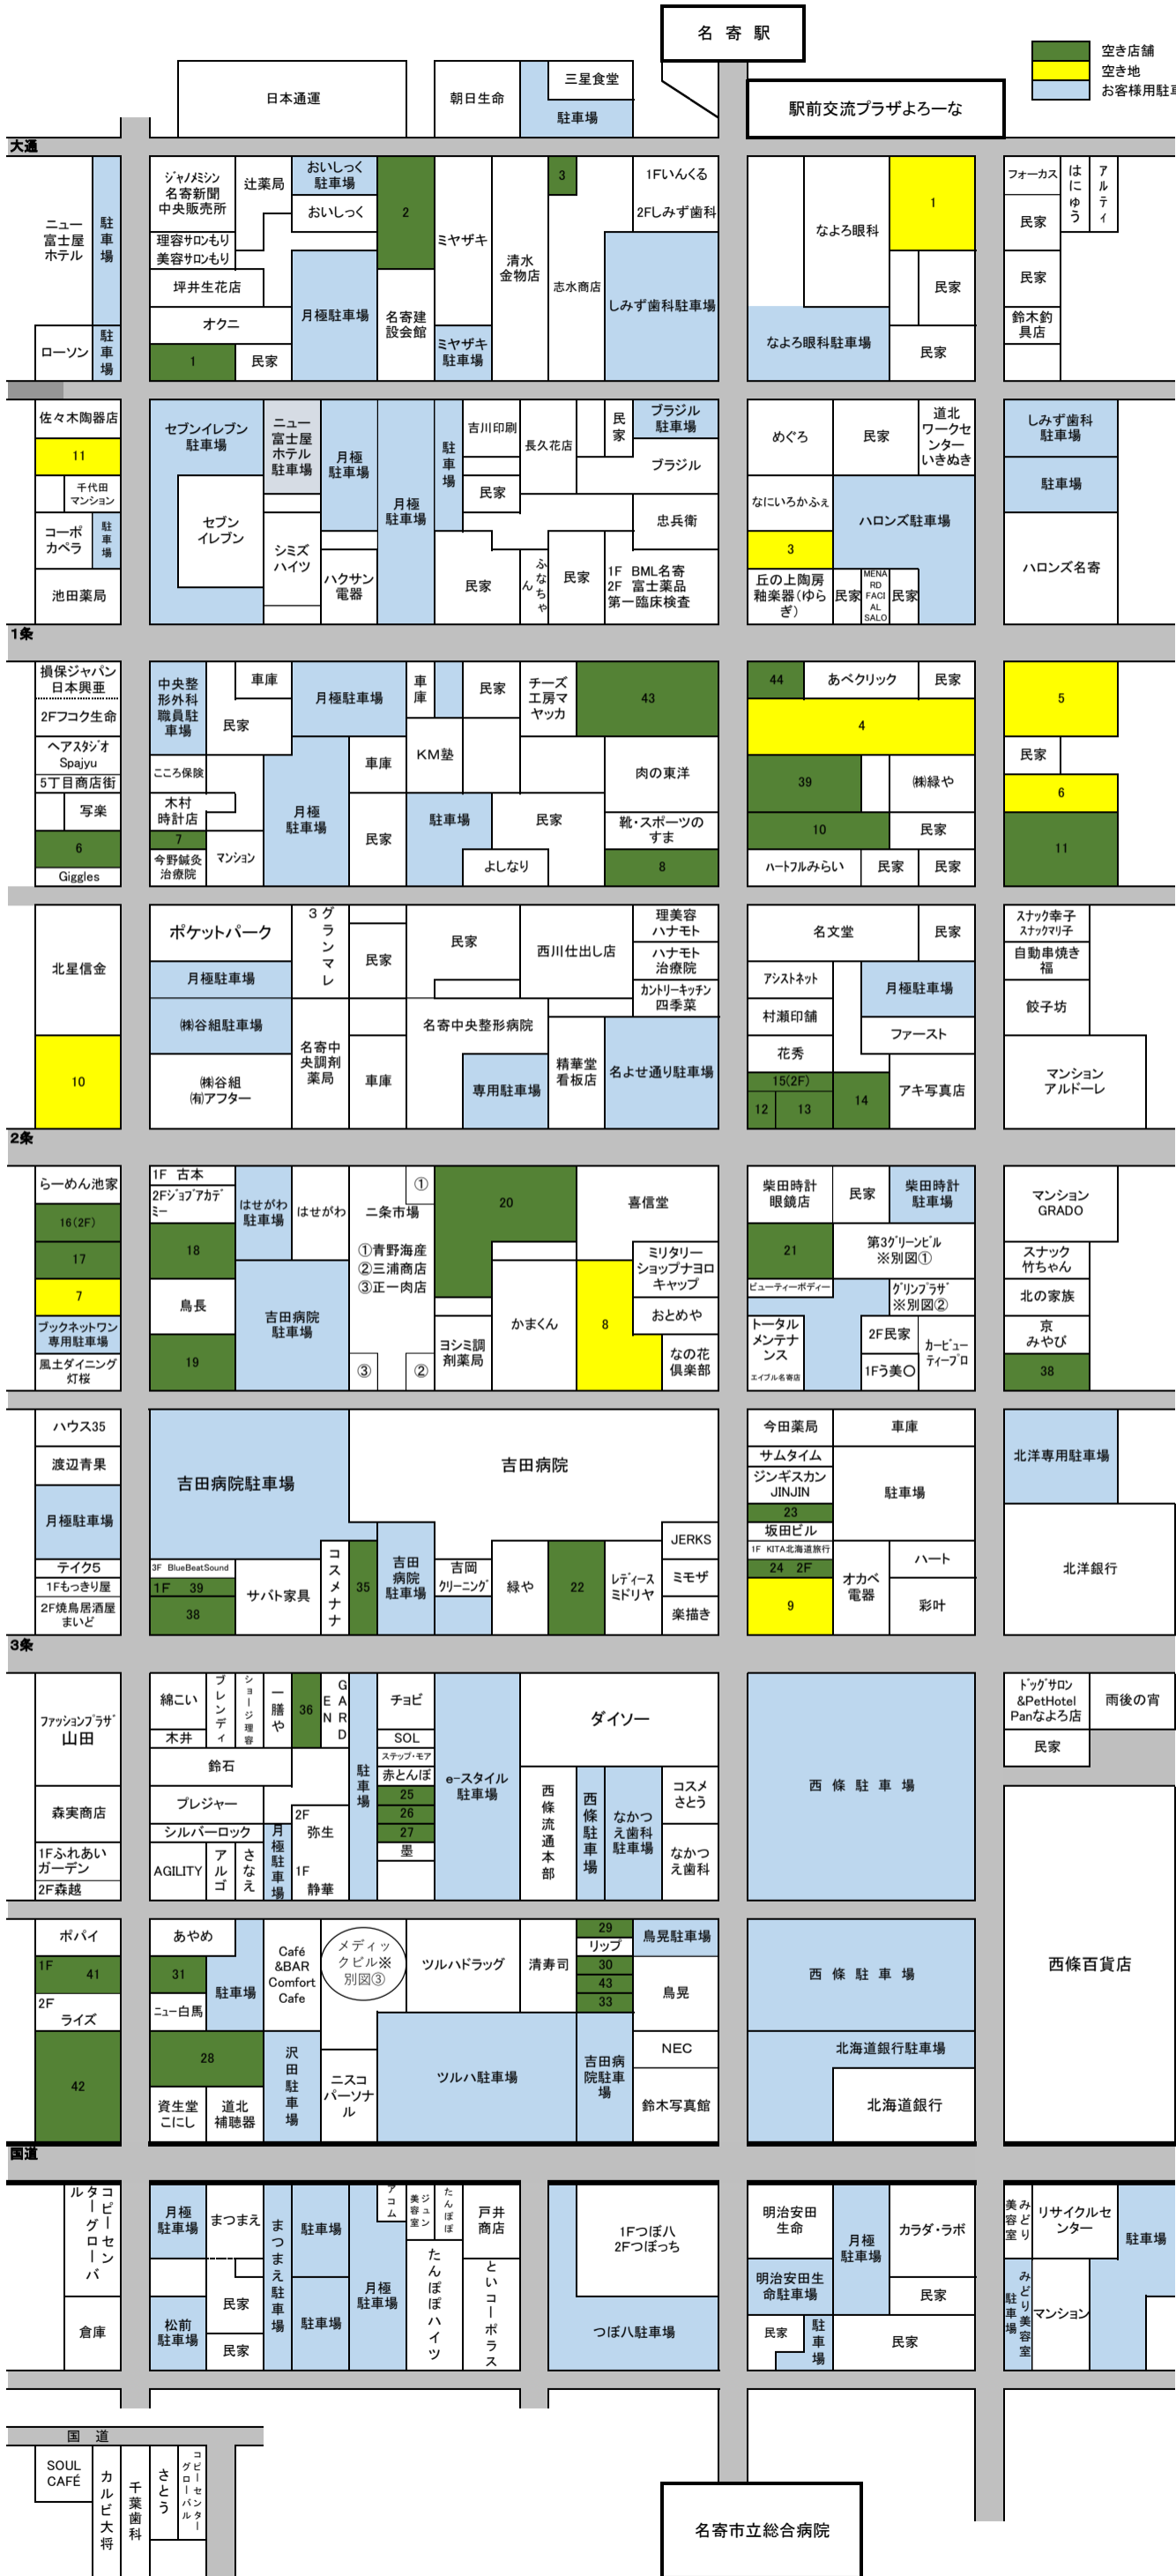 名 寄 駅
空き店舗
空き地
お客様用駐車
駅前交流プラザよろーな
日本通運
朝日生命
三星食堂
駐車場
大通
ニュー
富士屋
ホテル
駐車場
ローソン
駐車場
ジャノメミシン
名寄新聞
中央販売所
辻薬局
おいしっく
駐車場
おいしっく
理容サロンもり
美容サロンもり
坪井生花店
オクニ
1
民家
月極駐車場
2
名寄建
設会館
ミヤザキ
ミヤザキ
駐車場
清水
金物店
3
志水商店
1Fいんくる
2Fしみず歯科
しみず歯科駐車場
なよろ眼科
なよろ眼科駐車場
1
民家
民家
フォーカス
はにゅう
アルティ
民家
民家
鈴木釣
具店
佐々木陶器店
11
千代田
マンション
コーポ
カペラ
駐車場
池田薬局
セブンイレブン
駐車場
セブン
イレブン
ニュー
富士屋
ホテル
駐車場
シミズ
ハイツ
月極
駐車場
ハクサン
電器
月極
駐車場
駐車場
吉川印刷
民家
民家
長久花店
ふなちゃん
民家
民家
ブラジル
駐車場
ブラジル
忠兵衛
1F BML名寄
2F 富士薬品
第一臨床検査
めぐろ
民家
道北
ワークセ
ンター
いきぬき
なにいろかふぇ
3
ハロンズ駐車場
丘の上陶房
釉楽器(ゆら
ぎ)
民家
MENA
RD
FACI
AL
SALO
民家
しみず歯科
駐車場
駐車場
ハロンズ名寄
1条
損保ジャパン
日本興亜
2Fフコク生命
ヘアスタジオ
Spajyu
5丁目商店街
写楽
6
Giggles
中央整
形外科
職員駐
車場
車庫
民家
こころ保険
木村
時計店
7
今野鍼灸
治療院
マンション
月極駐車場
月極
駐車場
車庫
民家
車庫
KM塾
駐車場
民家
民家
よしなり
チーズ
工房マ
ヤッカ
43
肉の東洋
靴・スポーツの
すま
8
44
あべクリック
民家
4
39
㈱緑や
10
民家
ハートフルみらい
民家
民家
5
民家
6
11
北星信金
10
ポケットパーク
月極駐車場
㈱谷組駐車場
㈱谷組
㈲アフター
3グランマレ
名寄中
央調剤
薬局
民家
車庫
民家
名寄中央整形病院
専用駐車場
西川仕出し店
精華堂
看板店
理美容
ハナモト
ハナモト
治療院
カントリーキッチン
四季菜
名よせ通り駐車場
名文堂
民家
アシストネット
月極駐車場
村瀬印舗
ファースト
花秀
15(2F)
12
13
14
アキ写真店
スナック幸子
スナックマリ子
自動串焼き
福
餃子坊
マンション
アルドーレ
2条
らーめん池家
16(2F)
17
7
ブックネットワン
専用駐車場
風土ダイニング
灯桜
1F 古本
2Fジョブアカデ
ミー
18
鳥長
19
はせがわ
駐車場
はせがわ
吉田病院
駐車場
二条市場
①
①青野海産
②三浦商店
③正一肉店
③
②
20
ヨシミ調
剤薬局
かまくん
喜信堂
8
ミリタリー
ショップナヨロ
キャップ
おとめや
なの花
倶楽部
柴田時計
眼鏡店
民家
柴田時計
駐車場
21
第3グリーンビル
※別図①
ビューティーボディー
グリンプラザ
※別図②
トータル
メンテナ
ンス
エイブル名寄店
2F民家
1Fう美〇
カービュー
ティープロ
マンション
GRADO
スナック
竹ちゃん
北の家族
京
みやび
38
ハウス35
渡辺青果
月極駐車場
テイク5
1Fもっきり屋
2F焼鳥居酒屋
まいど
吉田病院駐車場
3F BlueBeatSound
1F 39
38
サバト家具
コスメナナ
35
吉田病院
吉田
病院
駐車場
吉岡
クリーニング
緑や
22
レディース
ミドリヤ
JERKS
ミモザ
楽描き
今田薬局
車庫
サムタイム
ジンギスカン
JINJIN
23
坂田ビル
1F KITA北海道旅行
24 2F
9
駐車場
オカベ
電器
ハート
彩叶
北洋専用駐車場
北洋銀行
3条
ファッションプラザ
山田
森実商店
1Fふれあい
ガーデン
2F森越
綿こい
木井
ブレンディ
ショージ理容
一膳や
36
GARDEN
鈴石
プレジャー
シルバーロック
AGILITY
アルゴ
さなえ
月極駐車場
2F
弥生
1F
静華
駐車場
チョビ
SOL
ステップ・モア
赤とんぼ
25
26
27
墨
e-スタイル
駐車場
ダイソー
西條流通本部
西條駐車場
なかつ
え歯科
駐車場
コスメ
さとう
なかつ
え歯科
西 條 駐 車 場
ドッグサロン
&PetHotel
Panなよろ店
雨後の宵
民家
ポパイ
1F
41
2F
ライズ
42
あやめ
31
ニュー白馬
駐車場
28
資生堂
こにし
道北
補聴器
Café
&BAR
Comfort
Cafe
沢田駐車場
メディッ
クビル※
別図③
ニスコ
パーソナ
ル
ツルハドラッグ
清寿司
ツルハ駐車場
29
リップ
30
43
33
吉田病
院駐車
場
鳥晃駐車場
鳥晃
NEC
鈴木写真館
西 條 駐 車 場
北海道銀行駐車場
北海道銀行
西條百貨店
国道
コピーセン
ターグローバ
ル
倉庫
月極
駐車場
松前
駐車場
まつまえ
民家
民家
まつまえ駐車場
駐車場
駐車場
月極
駐車場
アコム
ジュン
美容室
たんぽぽ
たんぽぽハイツ
戸井
商店
といコーポラス
1Fつぼ八
2Fつぼっち
つぼ八駐車場
明治安田
生命
明治安田生
命駐車場
民家
駐車場
月極
駐車場
カラダ・ラボ
民家
民家
みどり
美容室
みどり美容室
駐車場
リサイクルセ
ンター
マンション
駐車場
国 道
SOUL
CAFÉ
カルビ大将
千葉歯科
さとう
コピーセンター
グローバル
名寄市立総合病院